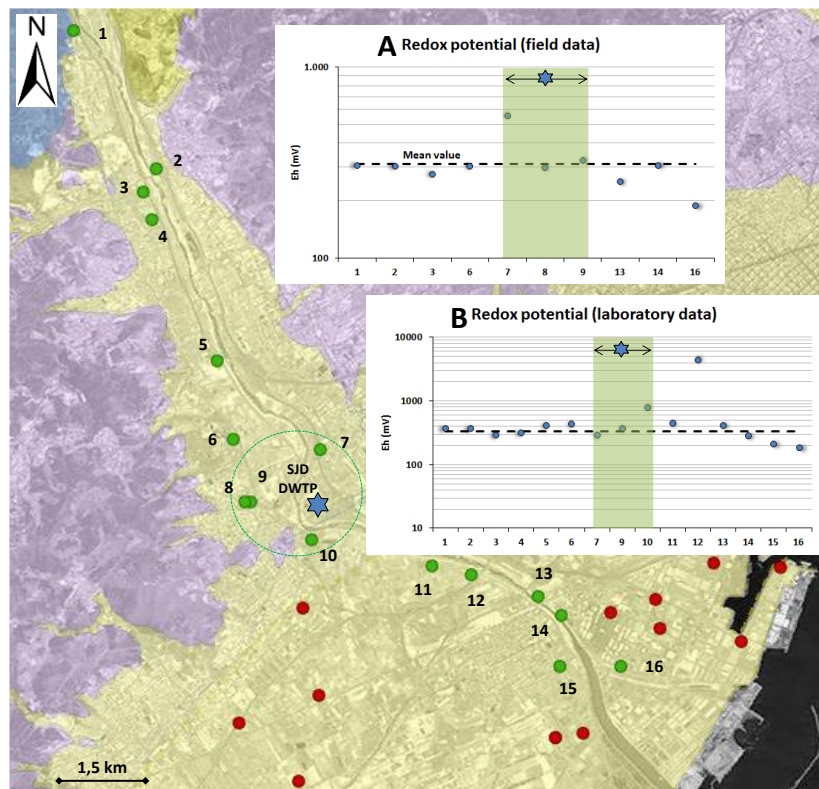 N
1
2
3
4
5
6
7
8
9
SJD
DWTP
10
11
12
13
14
15
16
1,5 km
A Redox potential (field data)
1.000
Eh (mV)
Mean value
100
1 2 3 6 7 8 9 13 14 16
B Redox potential (laboratory data)
10000
1000
Eh (mV)
100
10
1 2 3 4 5 6 7 9 10 11 12 13 14 15 16